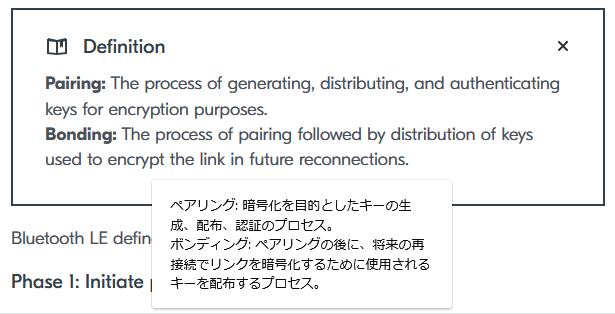 Definition
Pairing: The process of generating, distributing, and authenticating
keys for encryption purposes.
Bonding: The process of pairing followed by distribution of keys
used to encrypt the link in future reconnections.
ペアリング: 暗号化を目的としたキーの生
成、配布、認証のプロセス。
ボンディング: ペアリングの後に、将来の再
接続でリンクを暗号化するために使用される
キーを配布するプロセス。
Bluetooth LE
Phase 1: Initiate